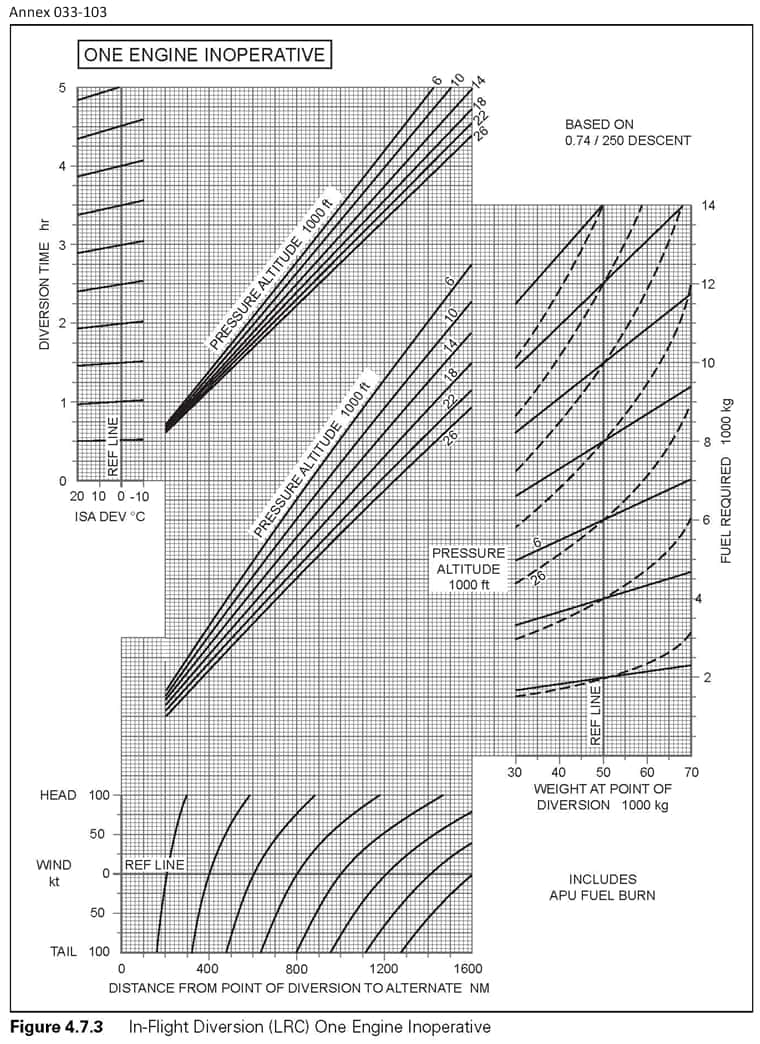 Annex 033-103
ONE ENGINE INOPERATIVE
5
4
3
2
1
0
DIVERSION TIME hr
20 10 0 -10
ISA DEV °C
REF LINE
PRESSURE ALTITUDE 1000 ft
6
10
14
18
22
26
BASED ON
0.74 / 250 DESCENT
PRESSURE ALTITUDE 1000 ft
6
10
14
18
22
26
14
12
10
8
6
4
2
FUEL REQUIRED 1000 kg
PRESSURE
ALTITUDE
1000 ft
6
26
REF LINE
30 40 50 60 70
WEIGHT AT POINT OF
DIVERSION 1000 kg
HEAD 100
50
WIND 0
kt
50
TAIL 100
REF LINE
0 400 800 1200 1600
DISTANCE FROM POINT OF DIVERSION TO ALTERNATE NM
INCLUDES
APU FUEL BURN
Figure 4.7.3 In-Flight Diversion (LRC) One Engine Inoperative